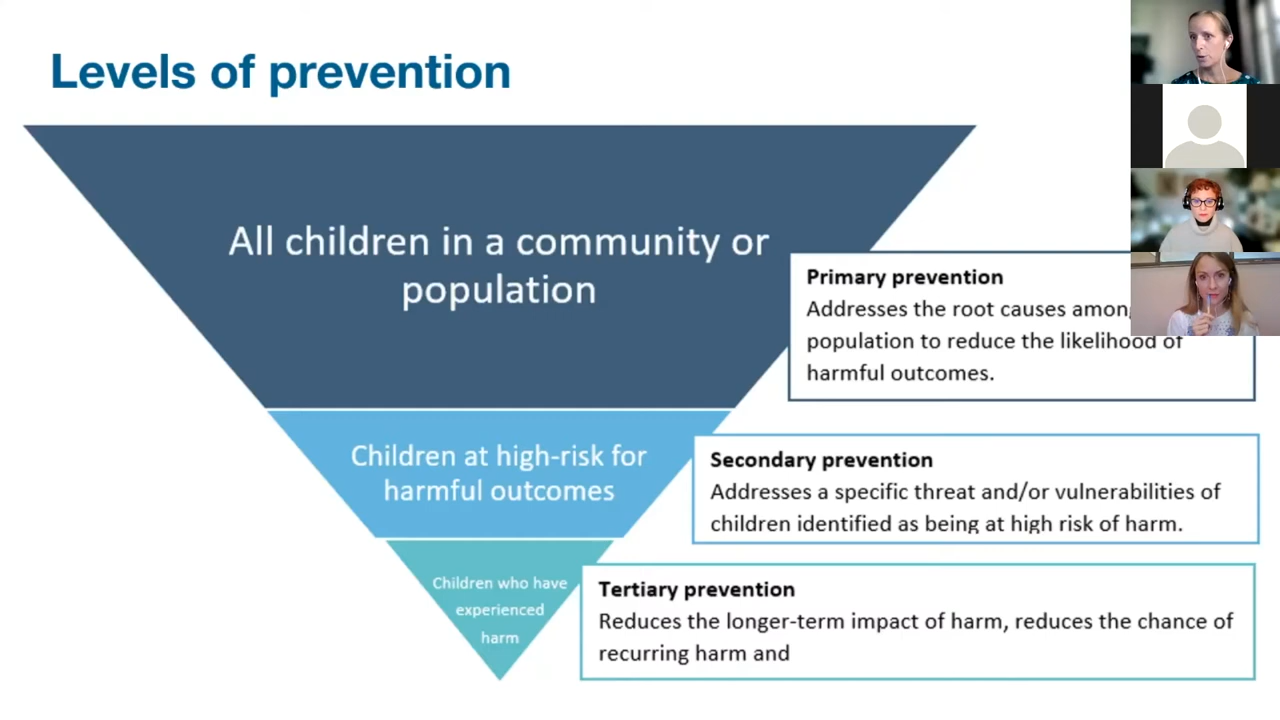 Levels of prevention
All children in a community or
population
Primary prevention
Addresses the root causes among
population to reduce the likelihood of
harmful outcomes.
Children at high-risk for
harmful outcomes
Secondary prevention
Addresses a specific threat and/or vulnerabilities of
children identified as being at high risk of harm.
Children who have
experienced
harm
Tertiary prevention
Reduces the longer-term impact of harm, reduces the chance of
recurring harm and